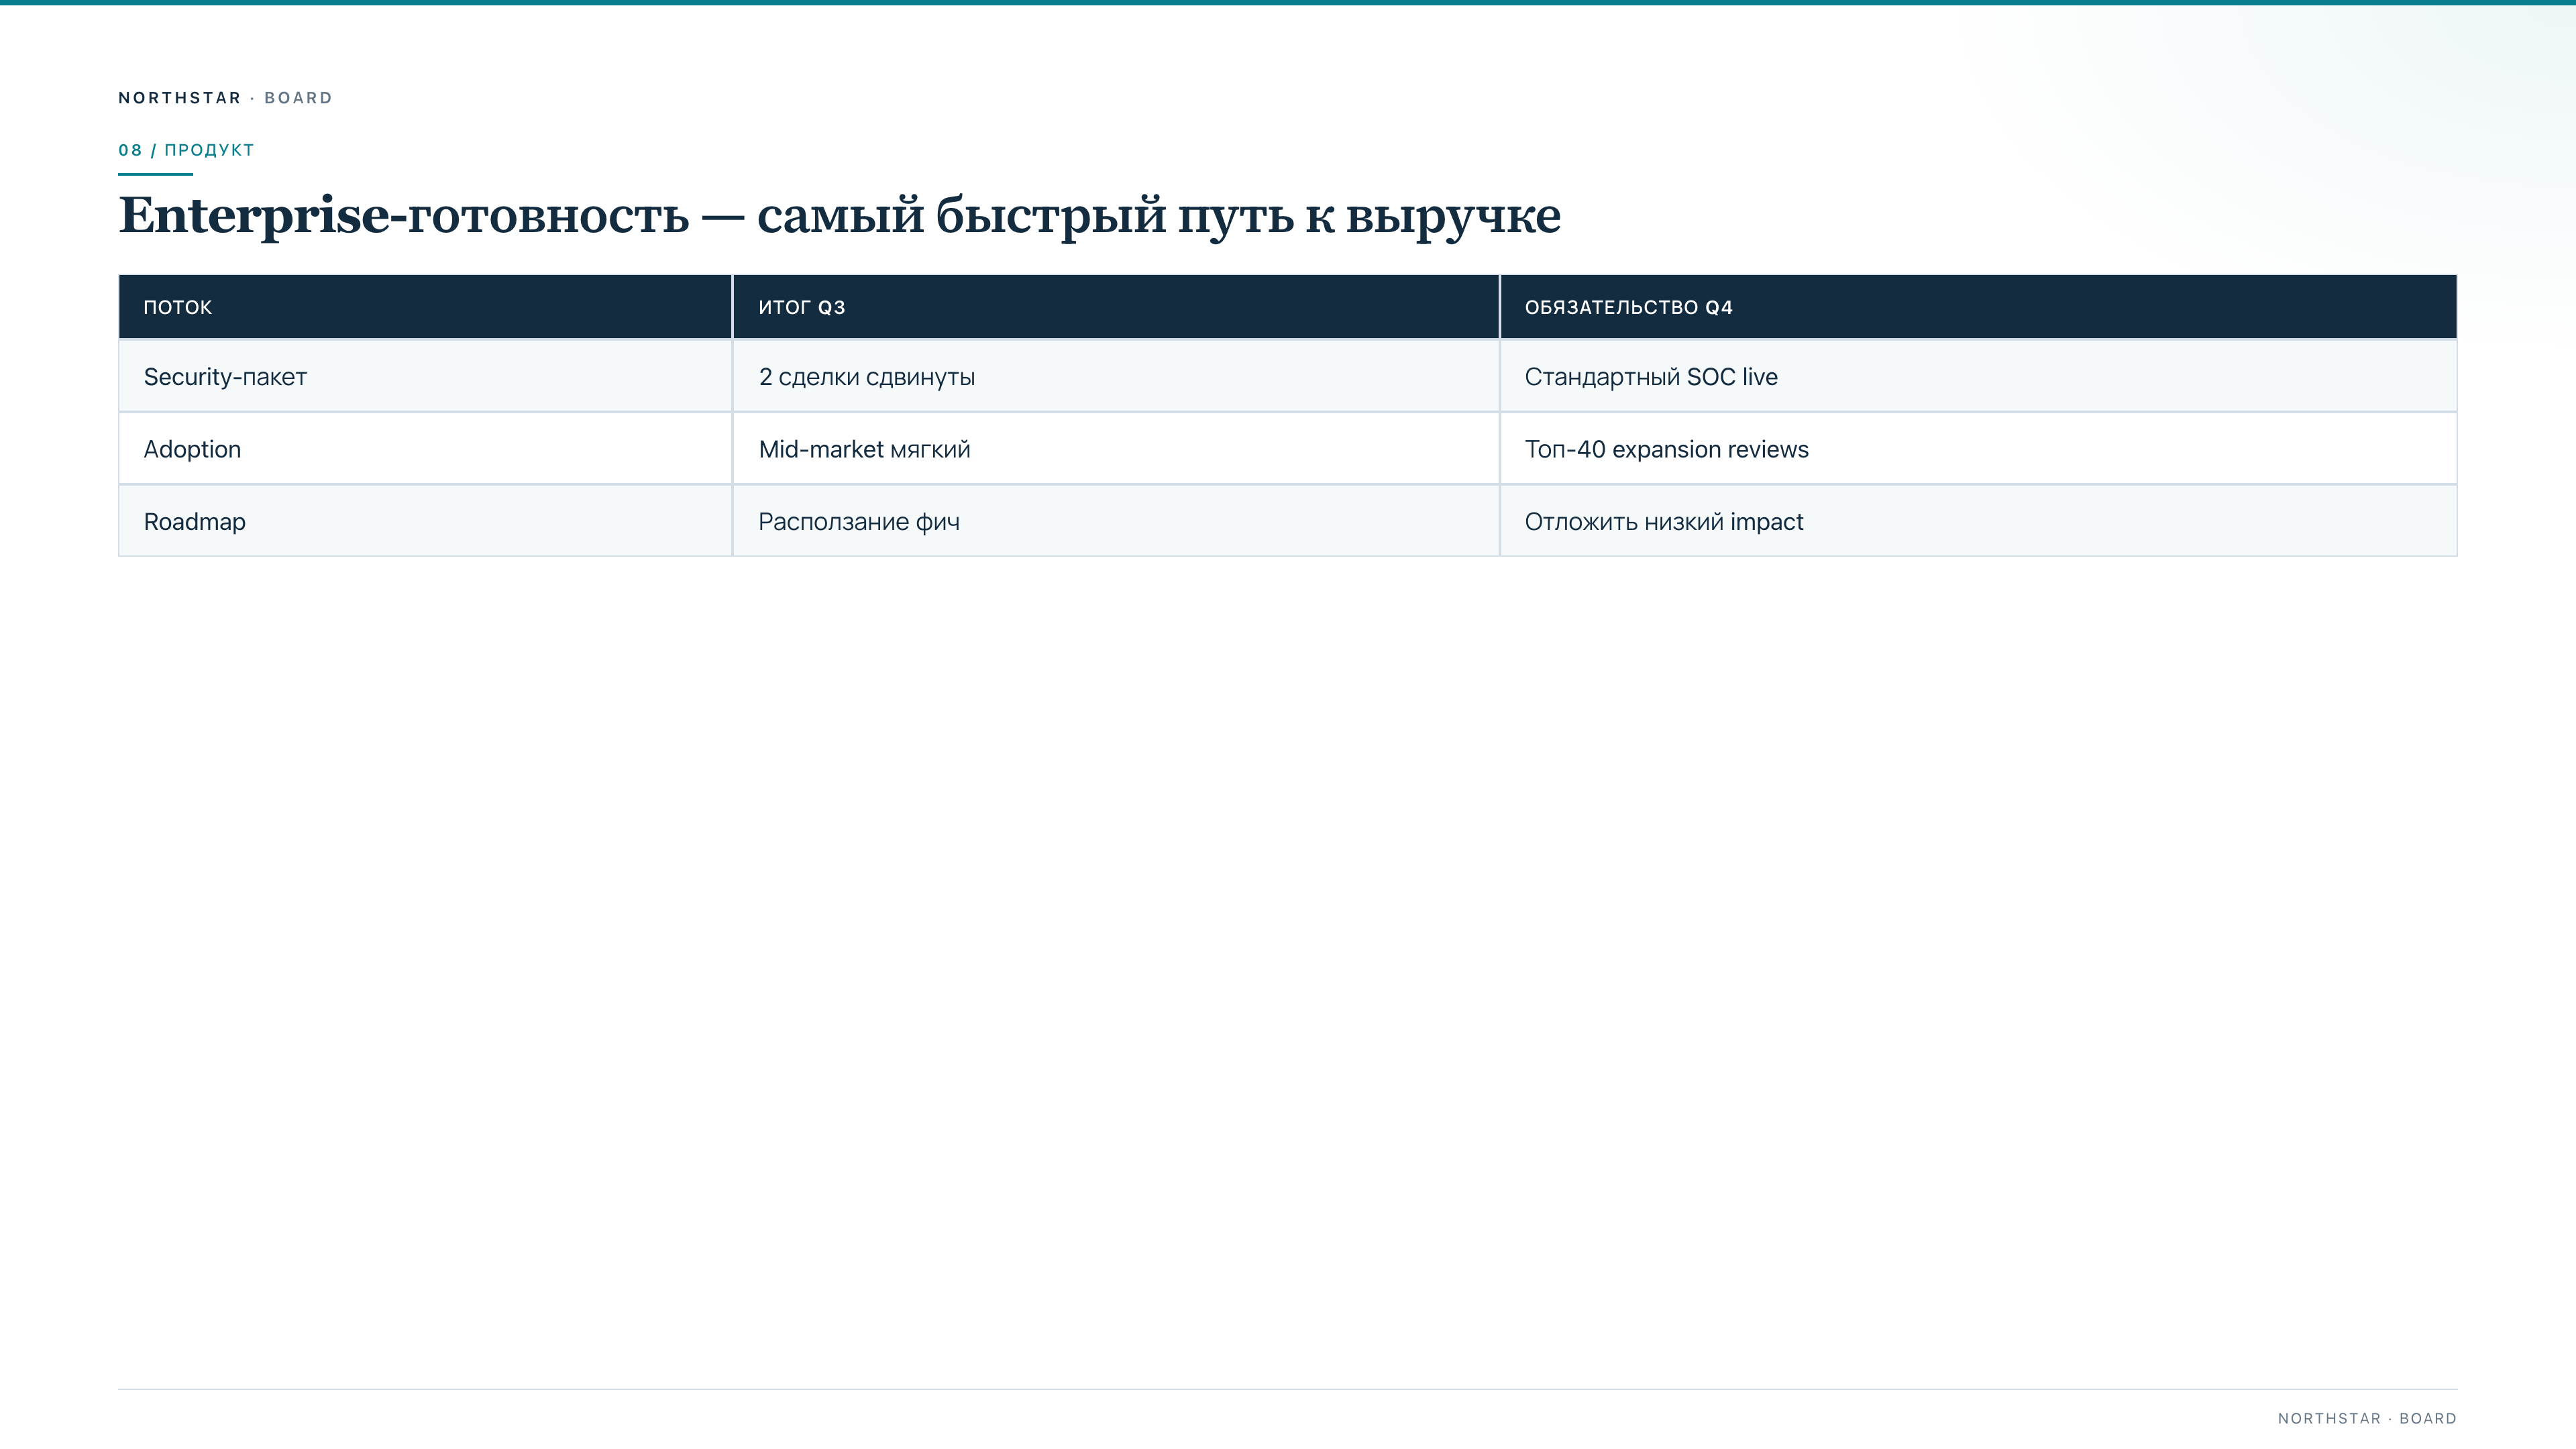 NORTHSTAR · BOARD
08 / ПРОДУКТ
Enterprise-готовность — самый быстрый путь к выручке
ПОТОК ИТОГ Q3 ОБЯЗАТЕЛЬСТВО Q4
Security-пакет 2 сделки сдвинуты Стандартный SOC live
Adoption Mid-market мягкий Топ-40 expansion reviews
Roadmap Расползание фич Отложить низкий impact
NORTHSTAR · BOARD